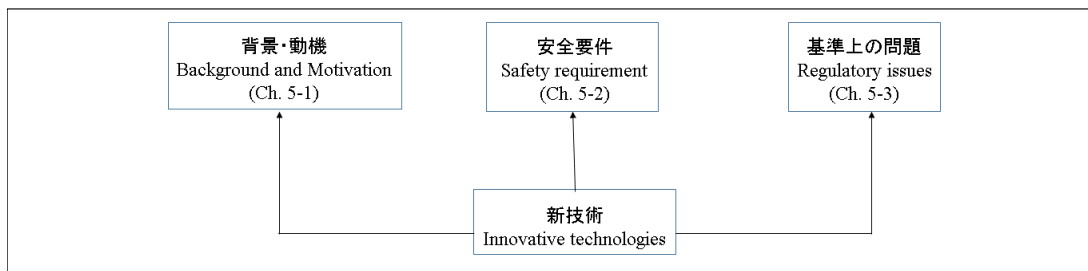 背景・動機
Background and Motivation
(Ch. 5-1)
安全要件
Safety requirement
(Ch. 5-2)
基準上の問題
Regulatory issues
(Ch. 5-3)
新技術
Innovative technologies